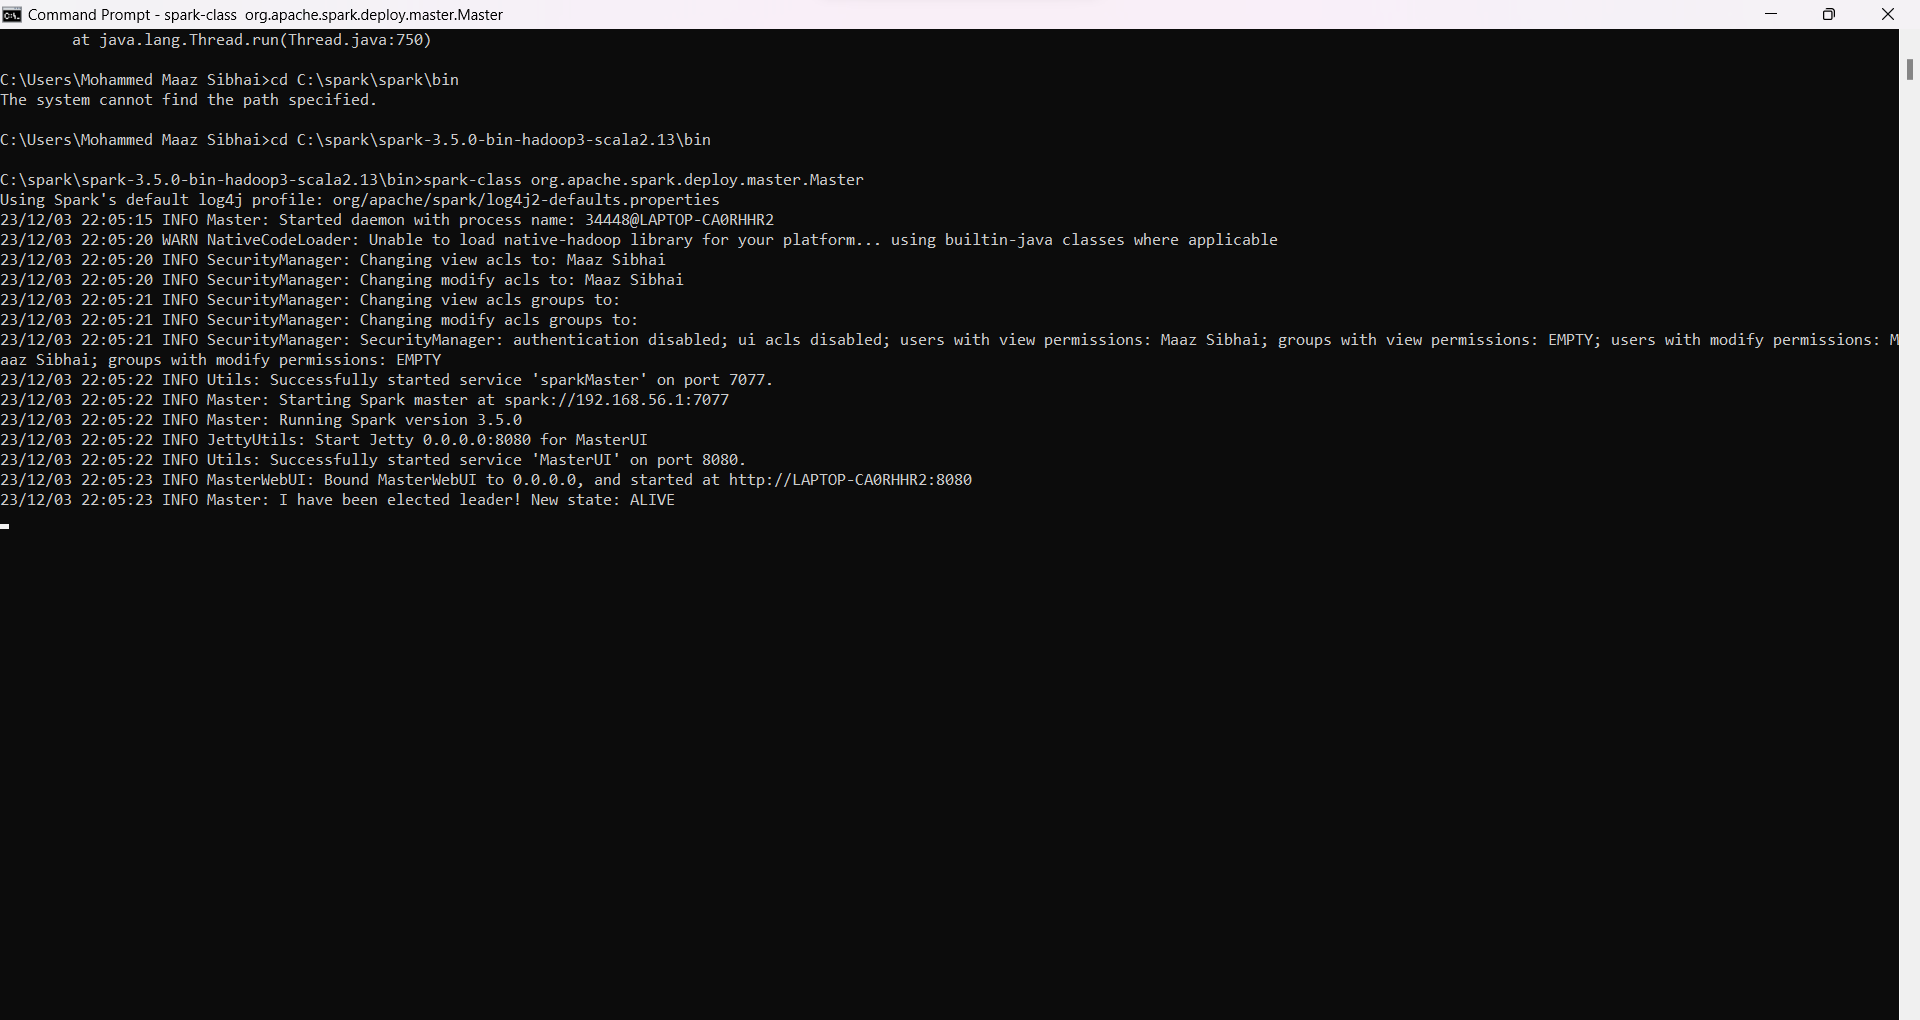 Command Prompt - spark-class  org.apache.spark.deploy.master.Master
        at java.lang.Thread.run(Thread.java:750)
C:\Users\Mohammed Maaz Sibhai>cd C:\spark\spark\bin
The system cannot find the path specified.
C:\Users\Mohammed Maaz Sibhai>cd C:\spark\spark-3.5.0-bin-hadoop3-scala2.13\bin
C:\spark\spark-3.5.0-bin-hadoop3-scala2.13\bin>spark-class org.apache.spark.deploy.master.Master
Using Spark's default log4j profile: org/apache/spark/log4j2-defaults.properties
23/12/03 22:05:15 INFO Master: Started daemon with process name: 34448@LAPTOP-CA0RHHR2
23/12/03 22:05:20 WARN NativeCodeLoader: Unable to load native-hadoop library for your platform... using builtin-java classes where applicable
23/12/03 22:05:20 INFO SecurityManager: Changing view acls to: Maaz Sibhai
23/12/03 22:05:20 INFO SecurityManager: Changing modify acls to: Maaz Sibhai
23/12/03 22:05:21 INFO SecurityManager: Changing view acls groups to:
23/12/03 22:05:21 INFO SecurityManager: Changing modify acls groups to:
23/12/03 22:05:21 INFO SecurityManager: SecurityManager: authentication disabled; ui acls disabled; users with view permissions: Maaz Sibhai; groups with view permissions: EMPTY; users with modify permissions: M
aaz Sibhai; groups with modify permissions: EMPTY
23/12/03 22:05:22 INFO Utils: Successfully started service 'sparkMaster' on port 7077.
23/12/03 22:05:22 INFO Master: Starting Spark master at spark://192.168.56.1:7077
23/12/03 22:05:22 INFO Master: Running Spark version 3.5.0
23/12/03 22:05:22 INFO JettyUtils: Start Jetty 0.0.0.0:8080 for MasterUI
23/12/03 22:05:22 INFO Utils: Successfully started service 'MasterUI' on port 8080.
23/12/03 22:05:23 INFO MasterWebUI: Bound MasterWebUI to 0.0.0.0, and started at http://LAPTOP-CA0RHHR2:8080
23/12/03 22:05:23 INFO Master: I have been elected leader! New state: ALIVE